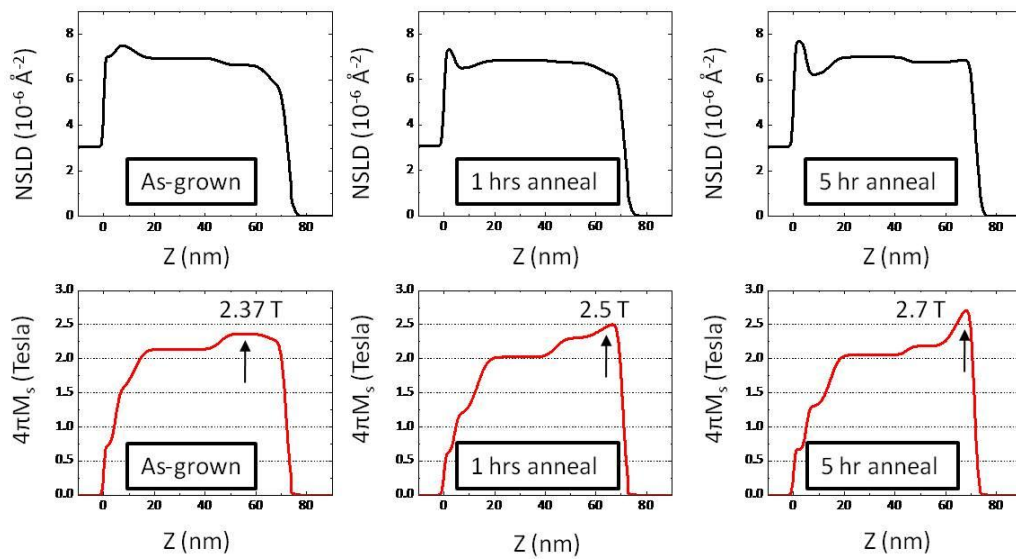 NSLD (10⁻⁶ Å⁻²)
8
6
4
2
0
As-grown
0 20 40 60 80
Z (nm)
NSLD (10⁻⁶ Å⁻²)
8
6
4
2
0
1 hrs anneal
0 20 40 60 80
Z (nm)
NSLD (10⁻⁶ Å⁻²)
8
6
4
2
0
5 hr anneal
0 20 40 60 80
Z (nm)
4πMₛ (Tesla)
3.0
2.5
2.0
1.5
1.0
0.5
0.0
2.37 T
As-grown
0 20 40 60 80
Z (nm)
4πMₛ (Tesla)
3.0
2.5
2.0
1.5
1.0
0.5
0.0
2.5 T
1 hrs anneal
0 20 40 60 80
Z (nm)
4πMₛ (Tesla)
3.0
2.5
2.0
1.5
1.0
0.5
0.0
2.7 T
5 hr anneal
0 20 40 60 80
Z (nm)